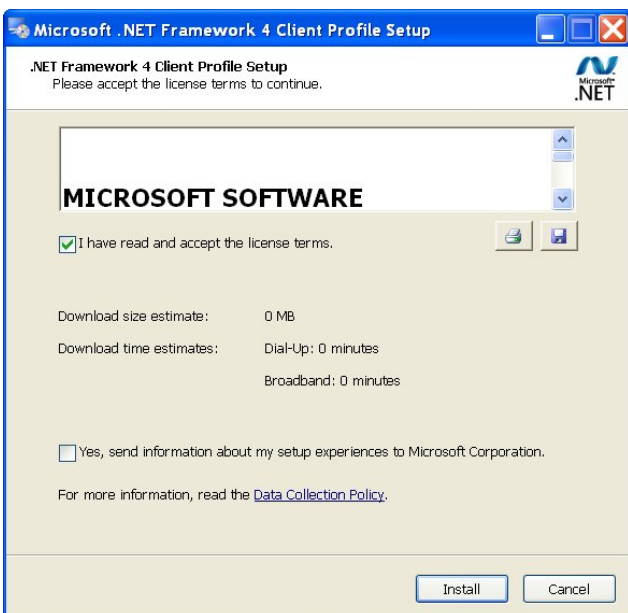 Microsoft .NET Framework 4 Client Profile Setup
.NET Framework 4 Client Profile Setup
Please accept the license terms to continue.
Microsoft®
.NET
MICROSOFT SOFTWARE
I have read and accept the license terms.
Download size estimate: 0 MB
Download time estimates: Dial-Up: 0 minutes
Broadband: 0 minutes
Yes, send information about my setup experiences to Microsoft Corporation.
For more information, read the Data Collection Policy.
Install Cancel